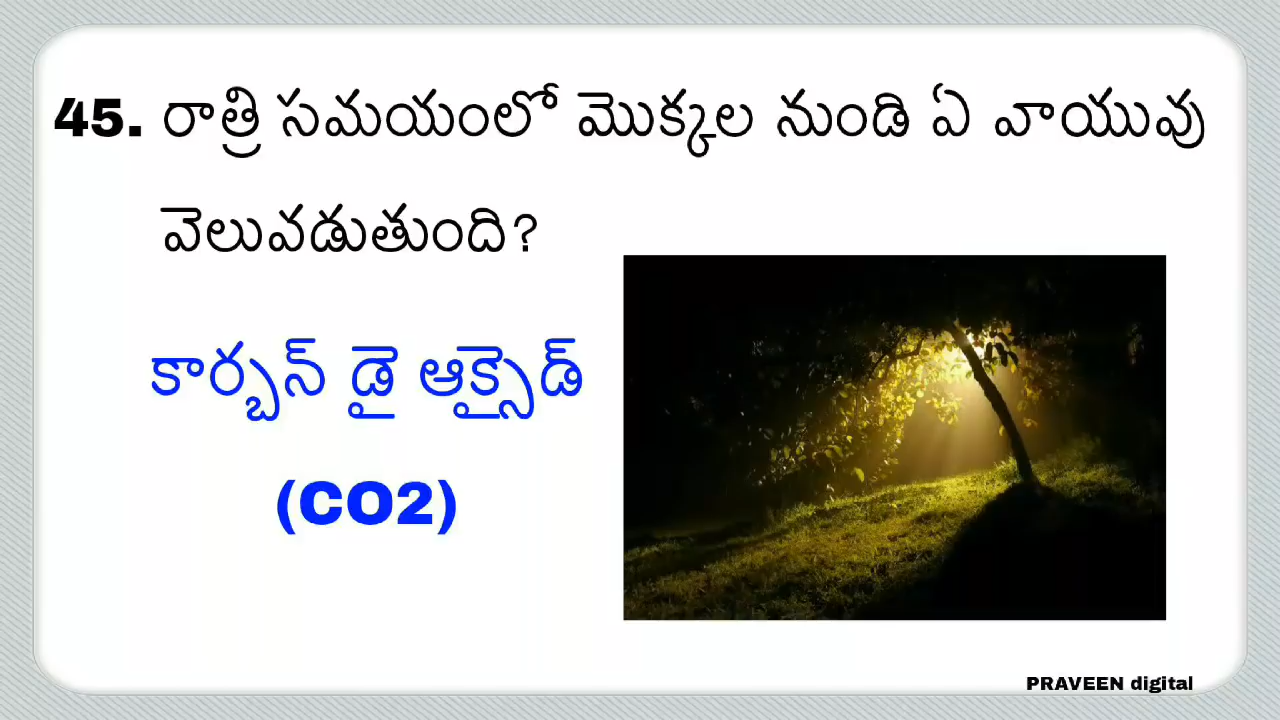 45. రాత్రి సమయంలో మొక్కల నుండి ఏ వాయువు
వెలువడుతుంది?
కార్బన్ డై ఆక్సైడ్
(CO2)
PRAVEEN digital